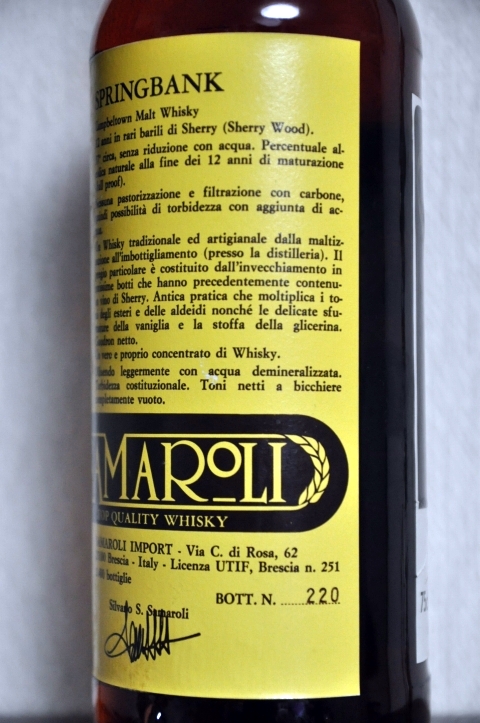 SPRINGBANK
Campbeltown Malt Whisky
anni in rari barili di Sherry (Sherry Wood).
circa, senza riduzione con acqua. Percentuale al-
naturale alla fine dei 12 anni di maturazione
proof).
pastorizzazione e filtrazione con carbone,
possibilità di torbidezza con aggiunta di ac-
Whisky tradizionale ed artigianale dalla maltiz-
all'imbottigliamento (presso la distilleria). Il
particolare è costituito dall'invecchiamento in
botti che hanno precedentemente contenu-
vino di Sherry. Antica pratica che moltiplica i to-
degli esteri e delle aldeidi nonché le delicate sfu-
della vaniglia e la stoffa della glicerina.
netto.
vero e proprio concentrato di Whisky.
leggermente con acqua demineralizzata.
costituzionale. Toni netti a bicchiere
completamente vuoto.
AMAROLI
TOP QUALITY WHISKY
AMAROLI IMPORT - Via C. di Rosa, 62
Brescia - Italy - Licenza UTIF, Brescia n. 251
bottiglie
BOTT. N. 220
Silvano S. Samaroli